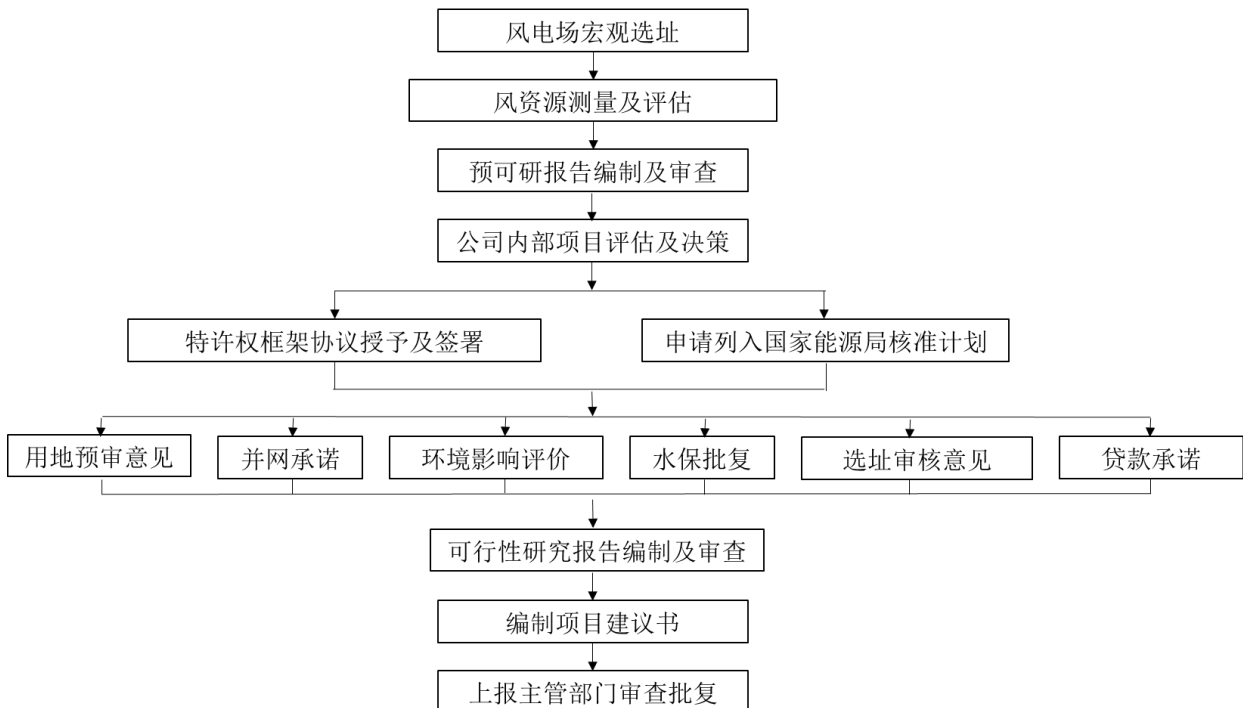 风电场宏观选址
风资源测量及评估
预可研报告编制及审查
公司内部项目评估及决策
特许权框架协议授予及签署
申请列入国家能源局核准计划
用地预审意见
并网承诺
环境影响评价
水保批复
选址审核意见
贷款承诺
可行性研究报告编制及审查
编制项目建议书
上报主管部门审查批复